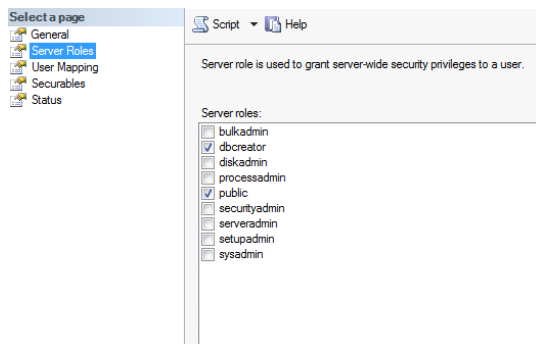 Select a page
General
Server Roles
User Mapping
Securables
Status
Script Help
Server role is used to grant server-wide security privileges to a user.
Server roles:
bulkadmin
dbcreator
diskadmin
processadmin
public
securityadmin
serveradmin
setupadmin
sysadmin